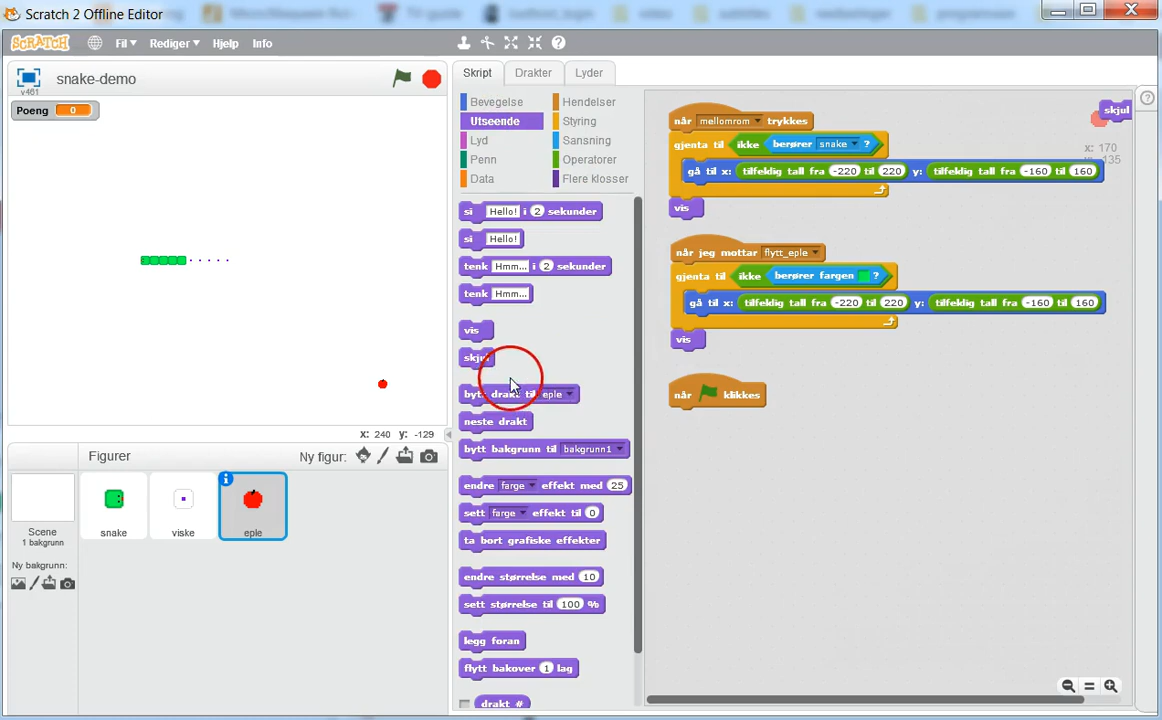 Scratch 2 Offline Editor
SCRATCH Fil Rediger Hjelp Info
snake-demo
v461
Poeng 0
x: 240 y: -129
Figurer Ny figur:
Scene
1 bakgrunn
Ny bakgrunn:
snake
viske
eple
Skript Drakter Lyder
Bevegelse Hendelser
Utseende Styring
Lyd Sansning
Penn Operatorer
Data Flere klosser
si Hello! i 2 sekunder
si Hello!
tenk Hmm... i 2 sekunder
tenk Hmm...
vis
skjul
bytt drakt til eple
neste drakt
bytt bakgrunn til bakgrunn1
endre farge effekt med 25
sett farge effekt til 0
ta bort grafiske effekter
endre størrelse med 10
sett størrelse til 100 %
legg foran
flytt bakover 1 lag
drakt #
når mellomrom trykkes
gjenta til ikke berører snake ?
gå til x: tilfeldig tall fra -220 til 220 y: tilfeldig tall fra -160 til 160
vis
når jeg mottar flytt_eple
gjenta til ikke berører fargen ?
gå til x: tilfeldig tall fra -220 til 220 y: tilfeldig tall fra -160 til 160
vis
når klikkes
skjul
x: 170